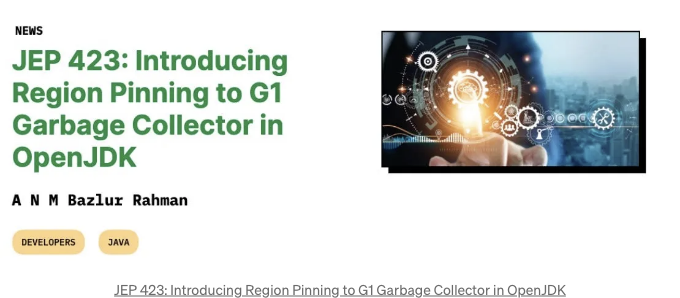 NEWS
JEP 423: Introducing
Region Pinning to G1
Garbage Collector in
OpenJDK
A N M Bazlur Rahman
DEVELOPERS
JAVA
JEP 423: Introducing Region Pinning to G1 Garbage Collector in OpenJDK